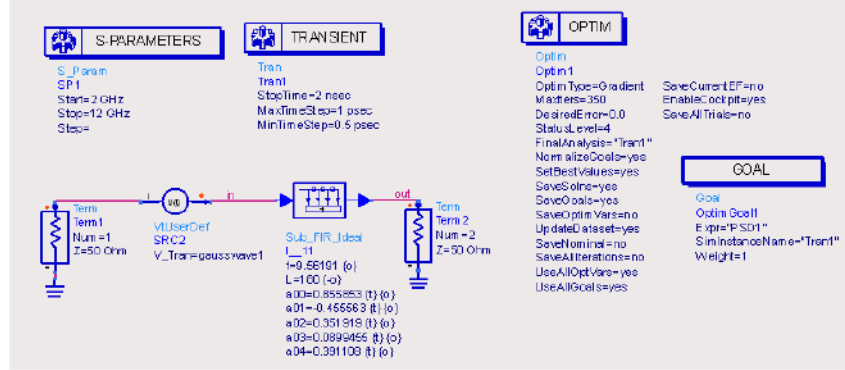 S-PARAMETERS
S_Param
SP1
Start=2 GHz
Stop=12 GHz
Step=
TRANSIENT
Tran
Tran1
StopTime=2 nsec
MaxTimeStep=1 psec
MinTimeStep=0.5 psec
OPTIM
Optim
Optim1
OptimType=Gradient
MaxIters=350
DesiredError=0.0
StatusLevel=4
FinalAnalysis="Tran1"
NormalizeGoals=yes
SetBestValues=yes
SaveSolns=yes
SaveGoals=yes
SaveOptimVars=no
UpdateDataset=yes
SaveNominal=no
SaveAllIterations=no
UseAllOptVars=yes
UseAllGoals=yes
SaveCurrentEF=no
EnableCockpit=yes
SaveAllTrials=no
GOAL
Goal
OptimGoal1
Expr="PSD1"
SimInstanceName="Tran1"
Weight=1
Term
Term1
Num=1
Z=50 Ohm
in
VtUserDef
SRC2
V_Tran=gausswave1
Sub_FIR_Ideal
I__11
f=9.56191 {o}
L=180 {-o}
a00=0.855853 {t} {o}
a01=-0.455563 {t} {o}
a02=0.351919 {t} {o}
a03=0.0899455 {t} {o}
a04=0.391108 {t} {o}
out
Term
Term2
Num=2
Z=50 Ohm